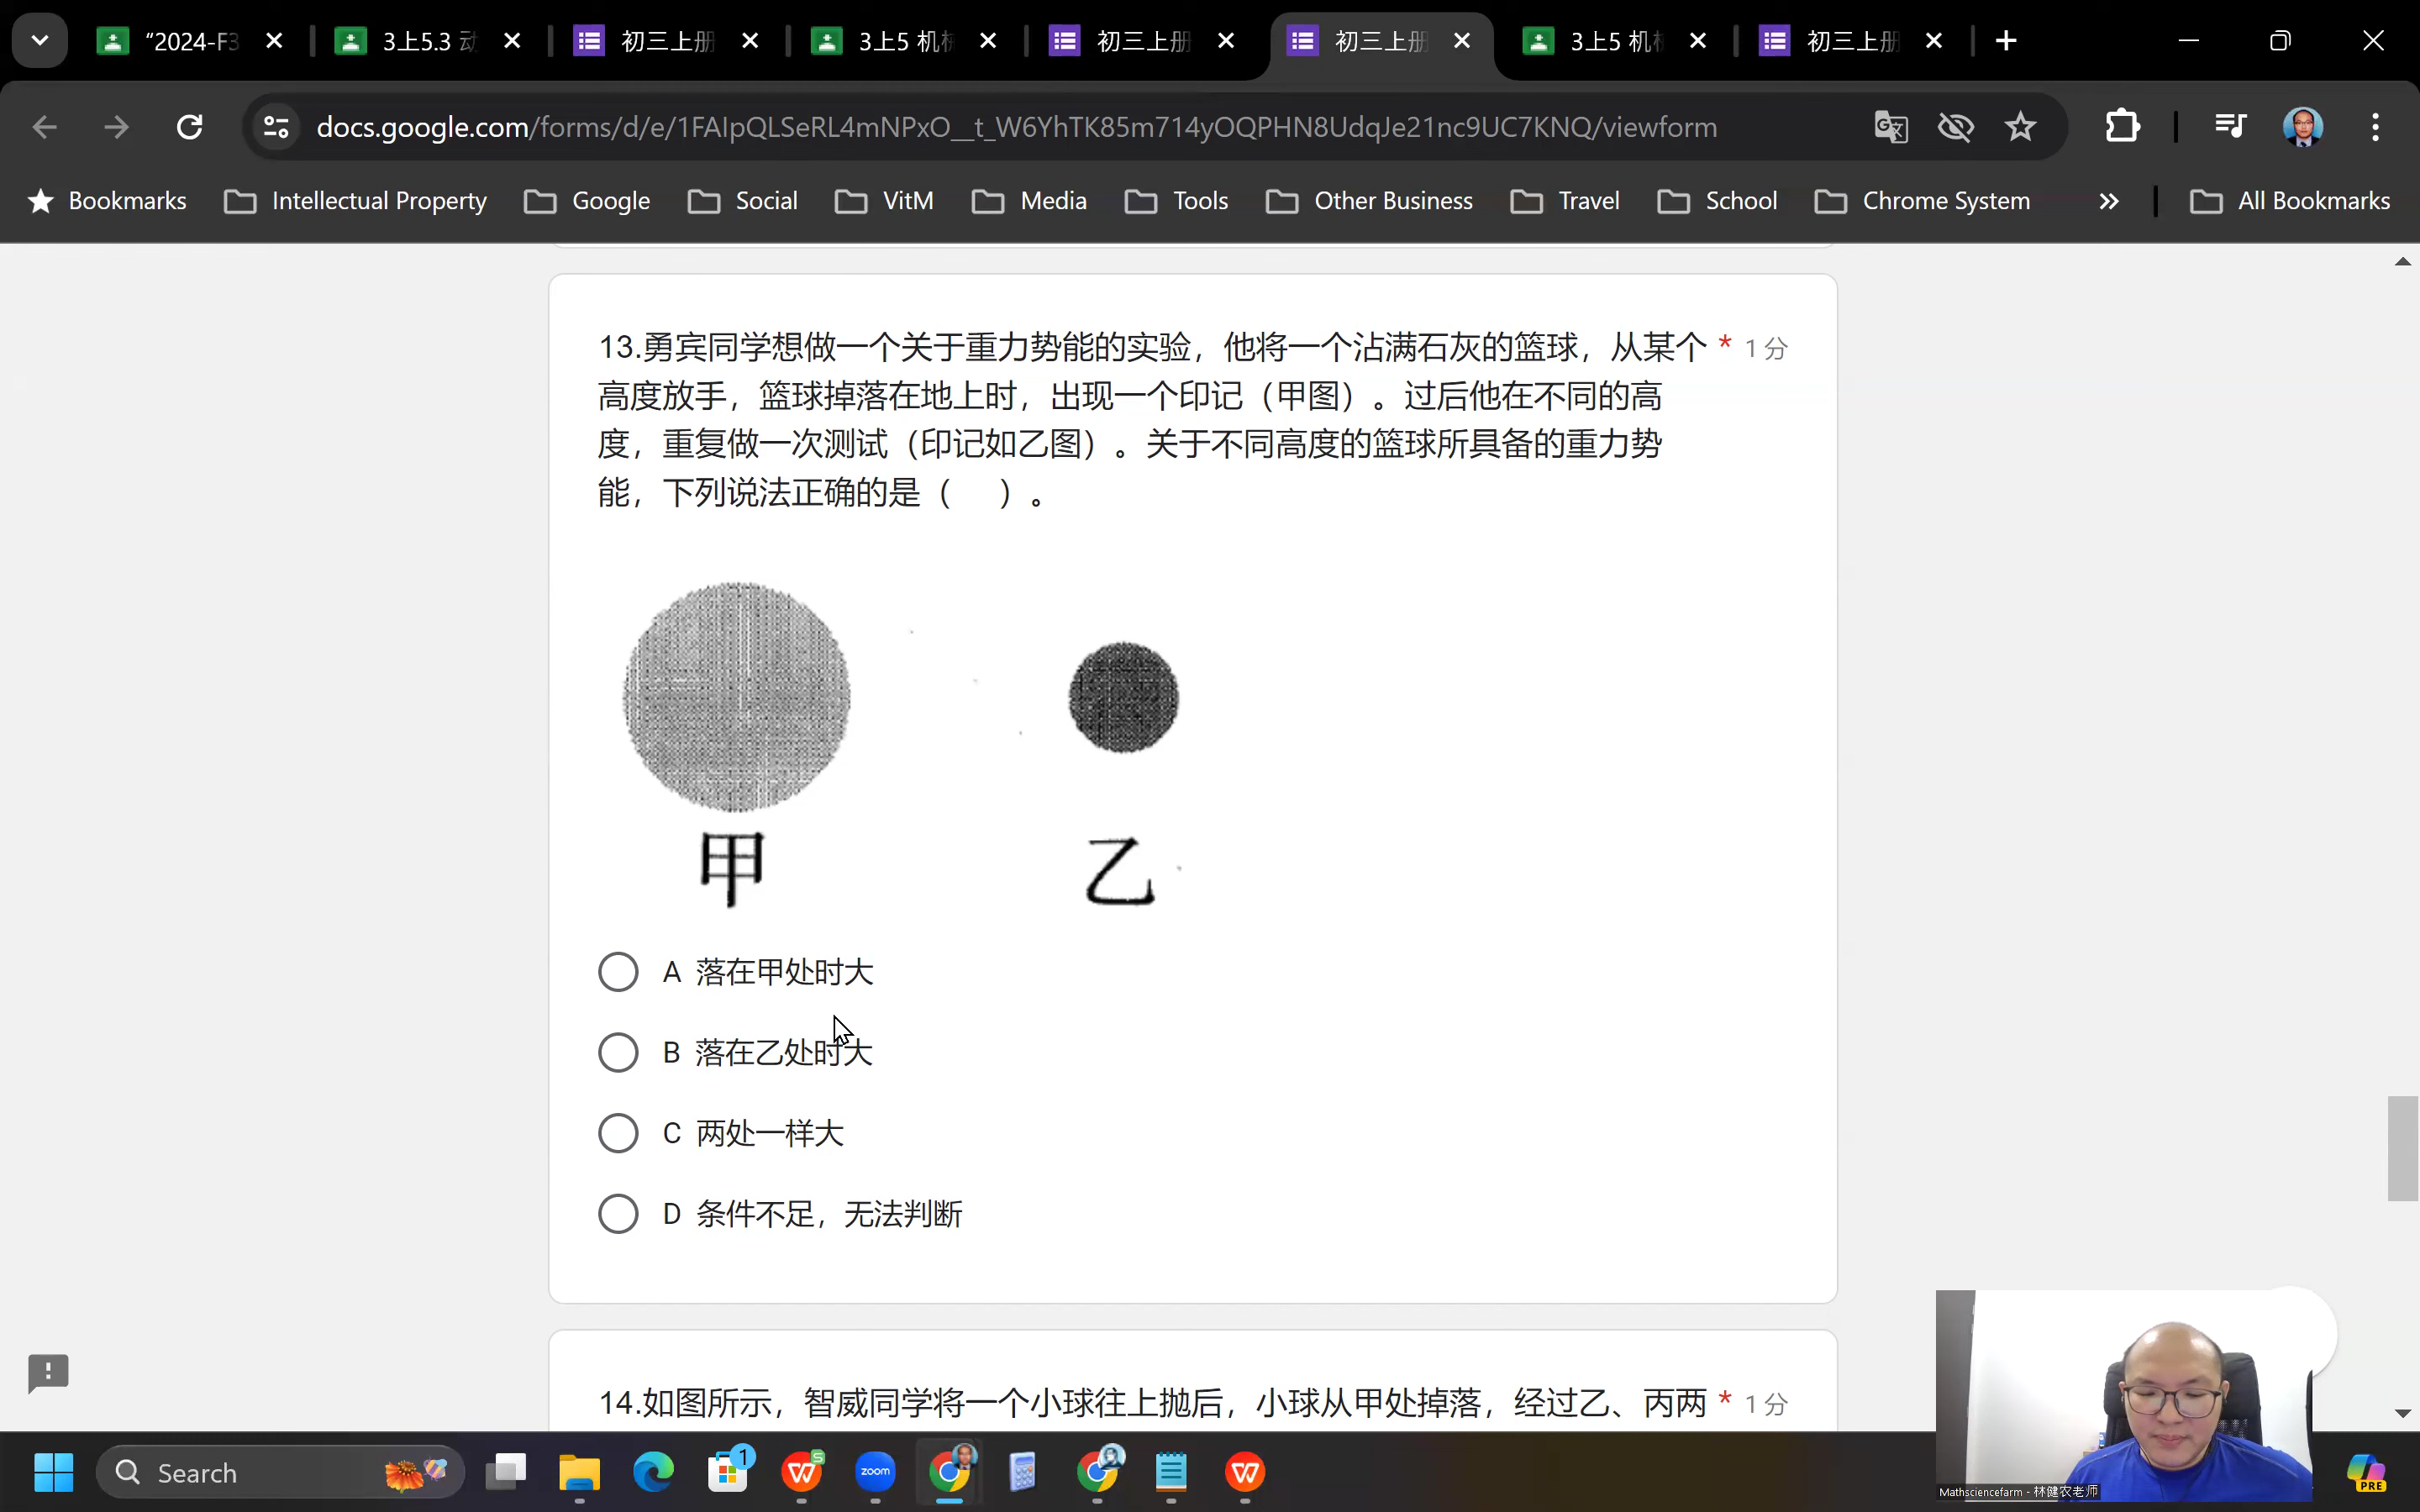 “2024-F3
3上5.3 动
初三上册
3上5 机械
初三上册
初三上册
3上5 机械
初三上册
docs.google.com/forms/d/e/1FAIpQLSeRL4mNPxO__t_W6YhTK85m714yOQPHN8UdqJe21nc9UC7KNQ/viewform
Bookmarks
Intellectual Property
Google
Social
VitM
Media
Tools
Other Business
Travel
School
Chrome System
All Bookmarks
13.勇宾同学想做一个关于重力势能的实验，他将一个沾满石灰的篮球，从某个 * 1 分
高度放手，篮球掉落在地上时，出现一个印记（甲图）。过后他在不同的高
度，重复做一次测试（印记如乙图）。关于不同高度的篮球所具备的重力势
能，下列说法正确的是（ ）。
甲
乙
A 落在甲处时大
B 落在乙处时大
C 两处一样大
D 条件不足，无法判断
14.如图所示，智威同学将一个小球往上抛后，小球从甲处掉落，经过乙、丙两 * 1 分
Mathsciencefarm - 林健农老师
Search
1
zoom
PRE